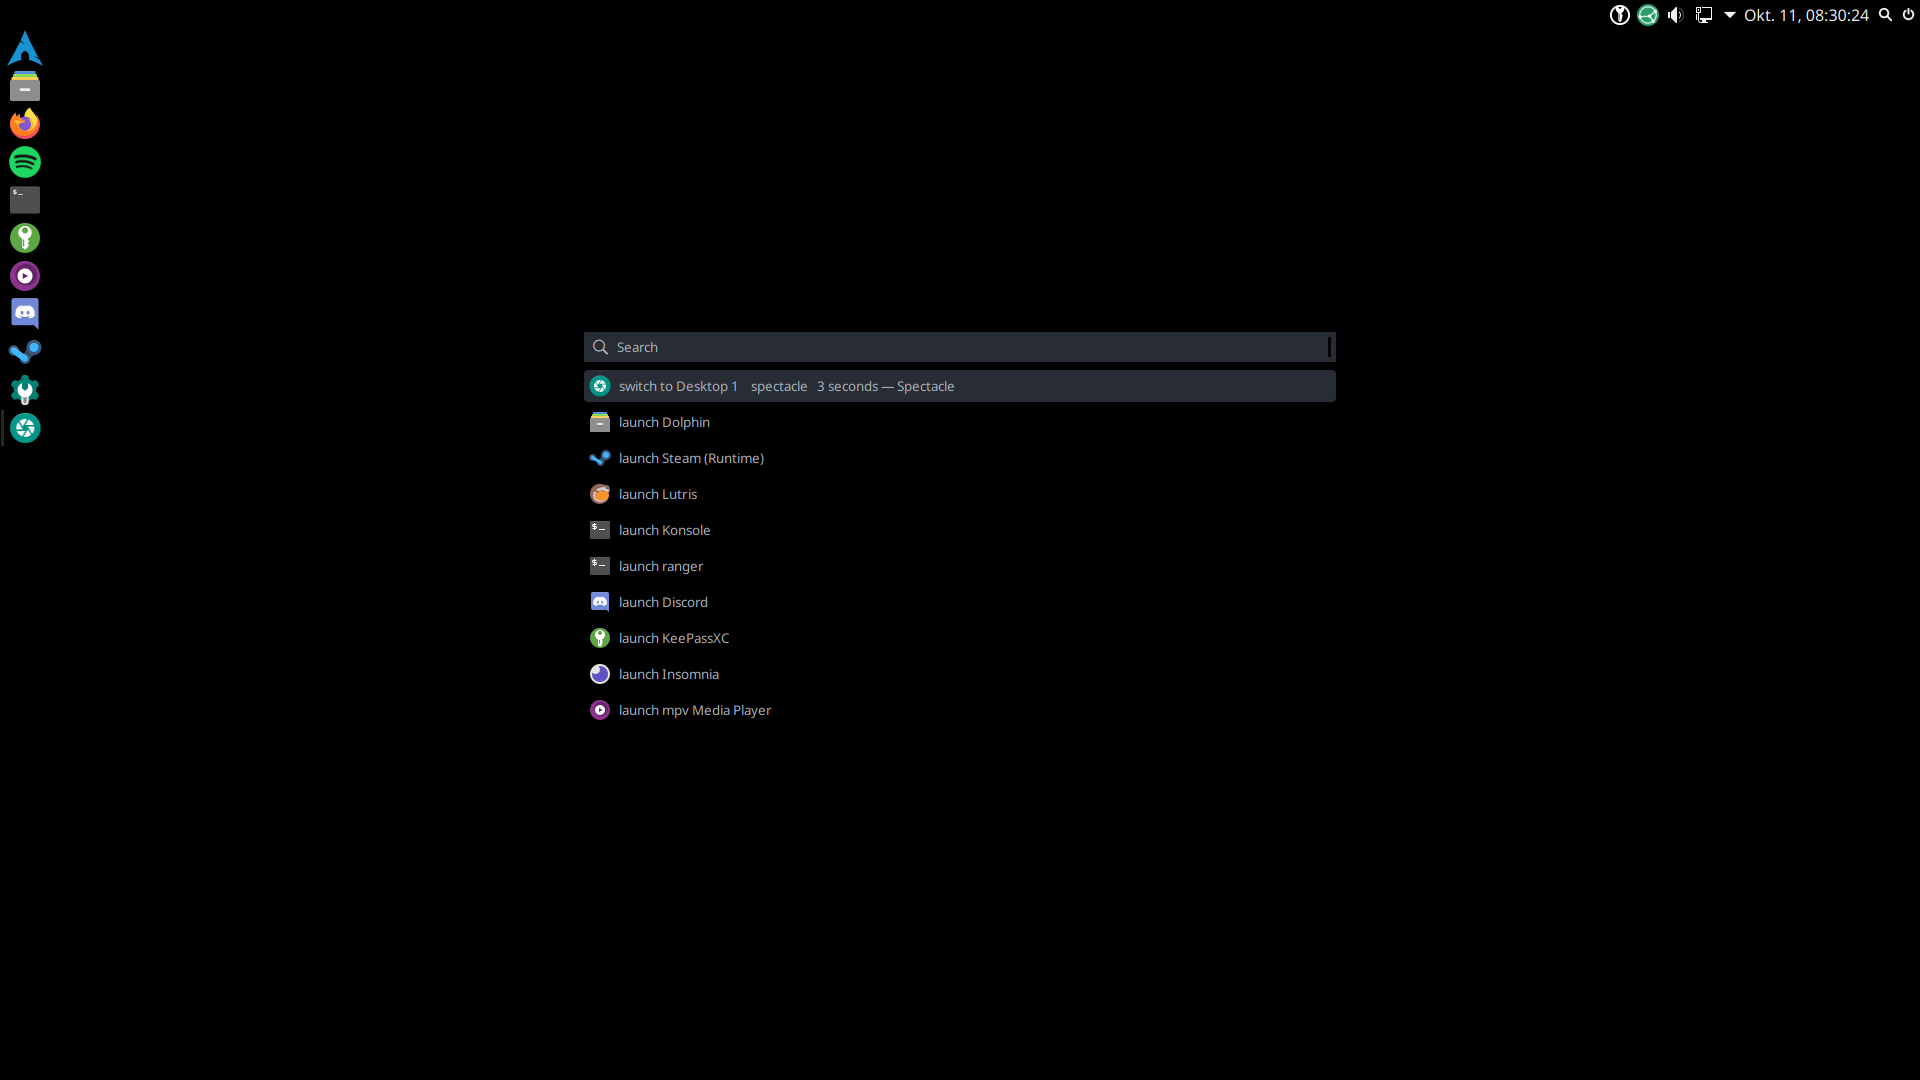 Okt. 11, 08:30:24
Search
switch to Desktop 1 spectacle 3 seconds — Spectacle
launch Dolphin
launch Steam (Runtime)
launch Lutris
launch Konsole
launch ranger
launch Discord
launch KeePassXC
launch Insomnia
launch mpv Media Player